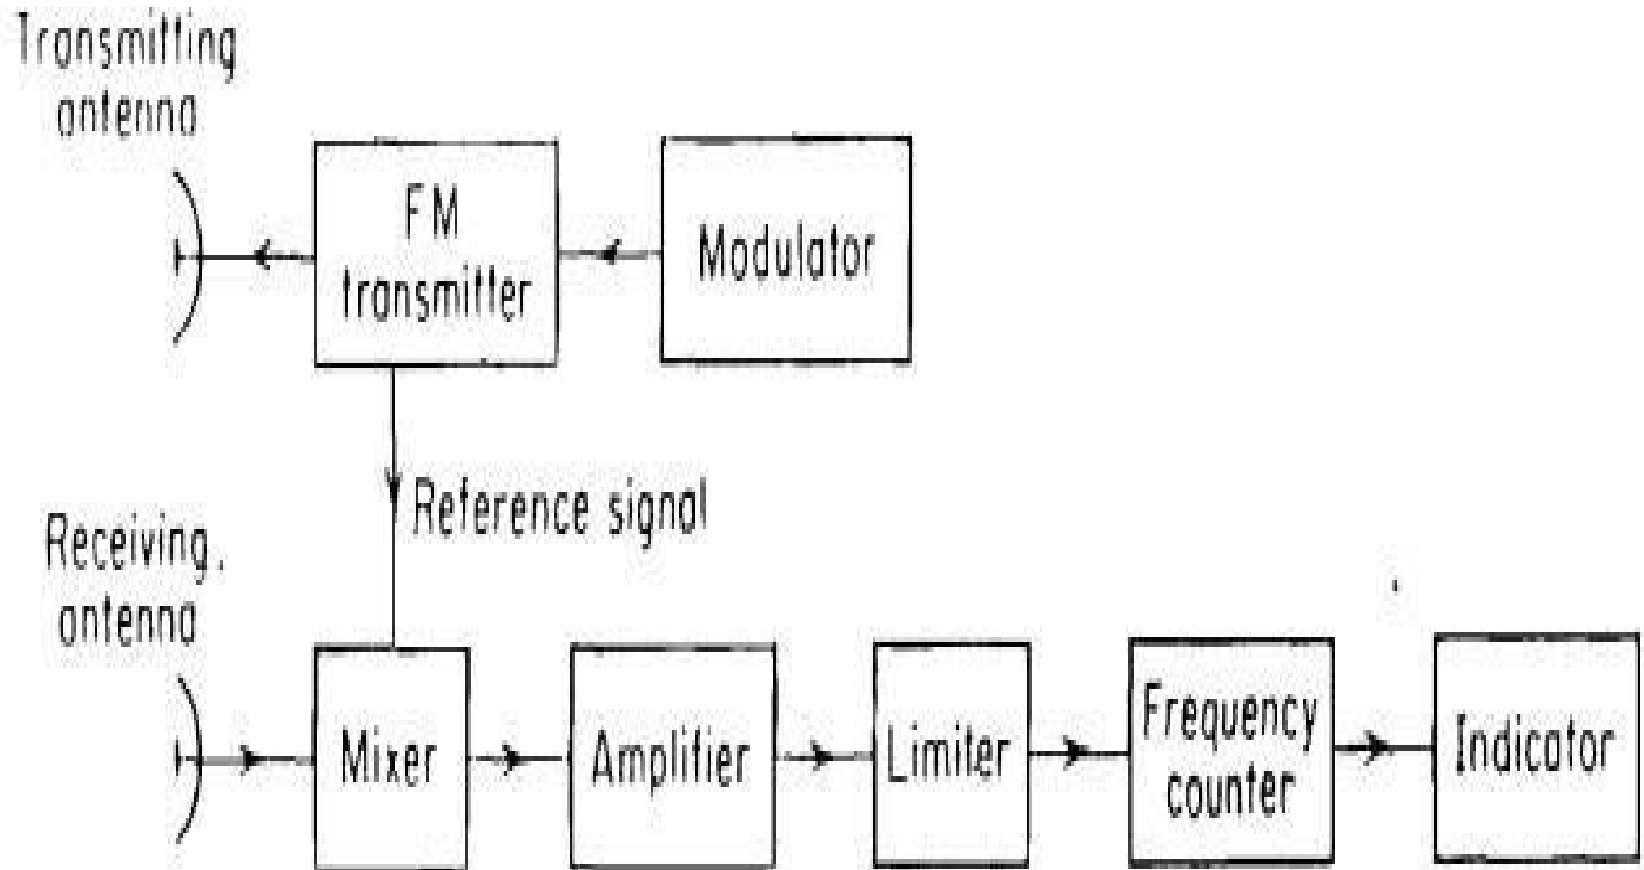 Transmitting
antenna
FM
transmitter
Modulator
Reference signal
Receiving.
antenna
Mixer
Amplifier
Limiter
Frequency
counter
Indicator